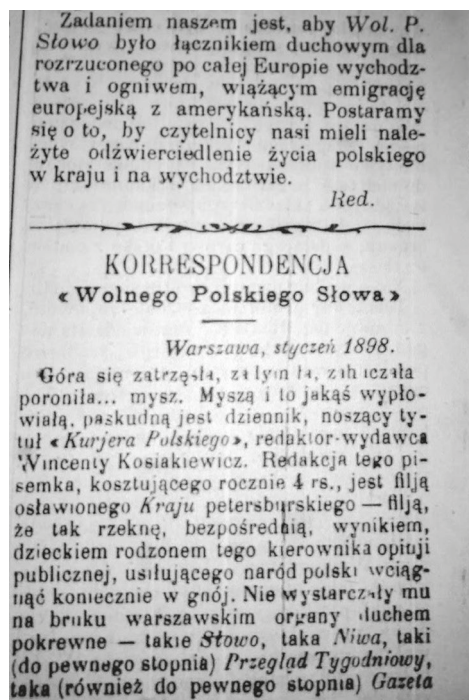 Zadaniem naszem jest, aby Wol. P.
Słowo było łącznikiem duchowym dla
rozrzuconego po całej Europie wychodz-
twa i ogniwem, wiążącym emigrację
europejską z amerykańską. Postaramy
się o to, by czytelnicy nasi mieli nale-
żyte odźwierciedlenie życia polskiego
w kraju i na wychodztwie.
Red.
KORRESPONDENCJA
« Wolnego Polskiego Słowa »
Warszawa, styczeń 1898.
Góra się zatrzęsła,
poroniła... mysz. Myszą i to jakąś wypło-
wiałą, paskudną jest dziennik, noszący ty-
tuł « Kurjera Polskiego », redaktor-wydawca
Wincenty Kosiakiewicz. Redakcja tego pi-
semka, kosztującego rocznie 4 rs., jest filją
osławionego Kraju petersburskiego — filją,
że tak rzeknę, bezpośrednią, wynikiem,
dzieckiem rodzonem tego kierownika opinji
publicznej, usiłującego naród polski wciąg-
nąć koniecznie w gnój. Nie wystarczały mu
na bruku warszawskim organy duchem
pokrewne — takie Słowo, taka Niwa, taki
(do pewnego stopnia) Przegląd Tygodniowy,
taka (również do pewnego stopnia) Gazeta